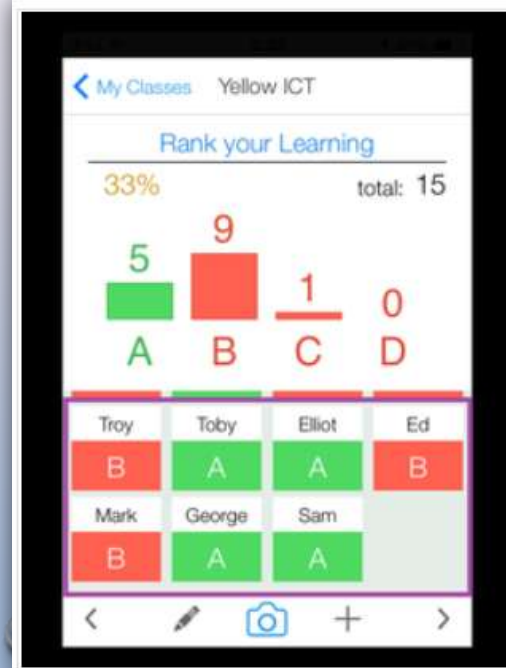 My Classes Yellow ICT
Rank your Learning
33% total: 15
5 9 1 0
A B C D
Troy Toby Elliot Ed
B A A B
Mark George Sam
B A A